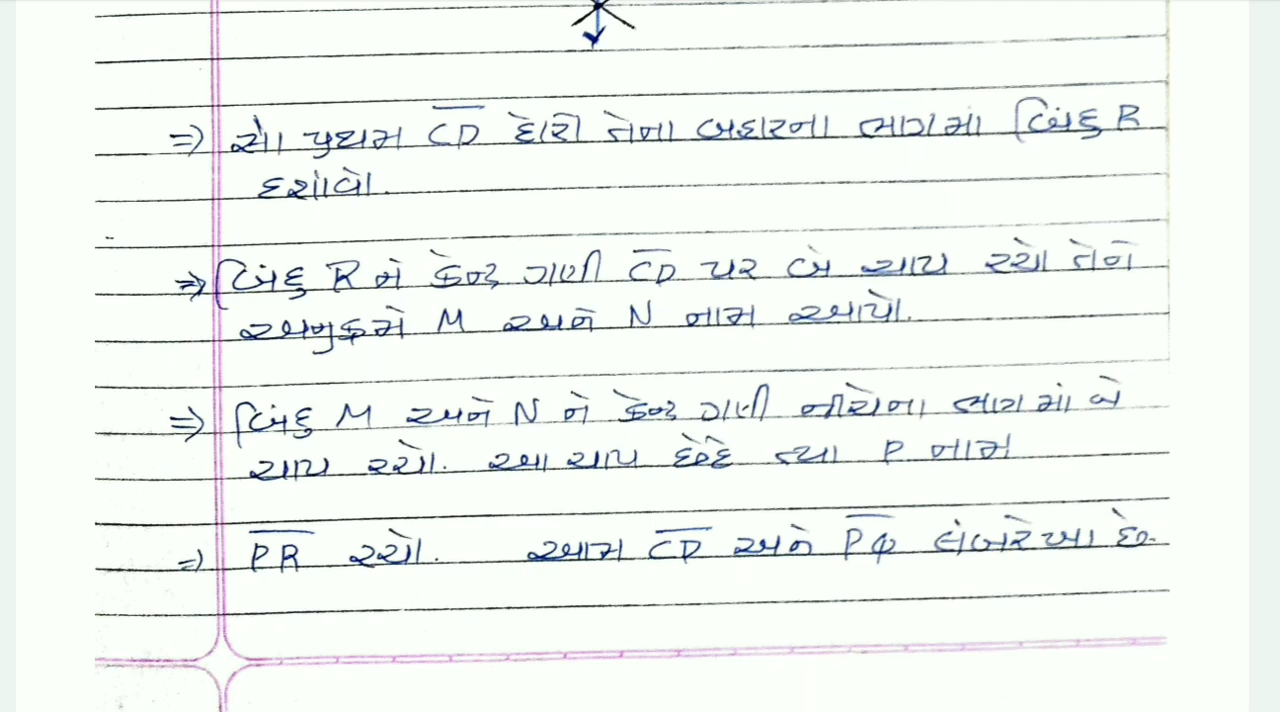 ⇒ સૌ પ્રથમ CD દોરી તેના બહારના ભાગમાં બિંદુ R
દર્શાવો.
⇒ બિંદુ R ને કેન્દ્ર ગણી CD પર બે ચાપ રચો તેને
અનુક્રમે M અને N નામ આપો.
⇒ બિંદુ M અને N ને કેન્દ્ર ગણી નીચેના ભાગમાં બે
ચાપ રચો. આ ચાપ છેદે ત્યા P નામ
⇒ PR રચો. આમ CD અને લંબરેખા છે.